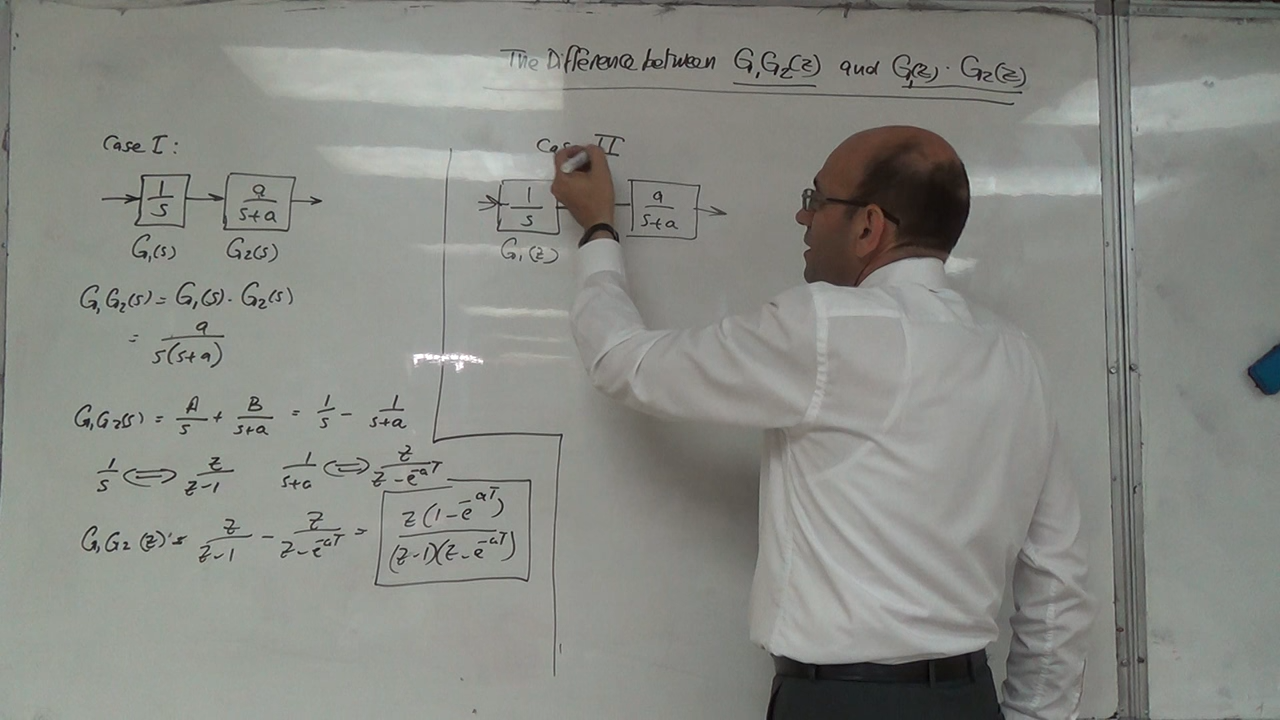 The Difference between G₁G₂(z) and G₁(z) · G₂(z)
Case I:
1/s a/(s+a)
G₁(s) G₂(s)
G₁G₂(s) = G₁(s) · G₂(s)
= a/(s(s+a))
G₁G₂(s) = A/s + B/(s+a) = 1/s - 1/(s+a)
1/s ⟺ z/(z-1) 1/(s+a) ⟺ z/(z-e^-aT)
G₁G₂(z) = z/(z-1) - z/(z-e^-aT) = z(1-e^-aT)/((z-1)(z-e^-aT))
II
1/s a/(s+a)
G₁(z)